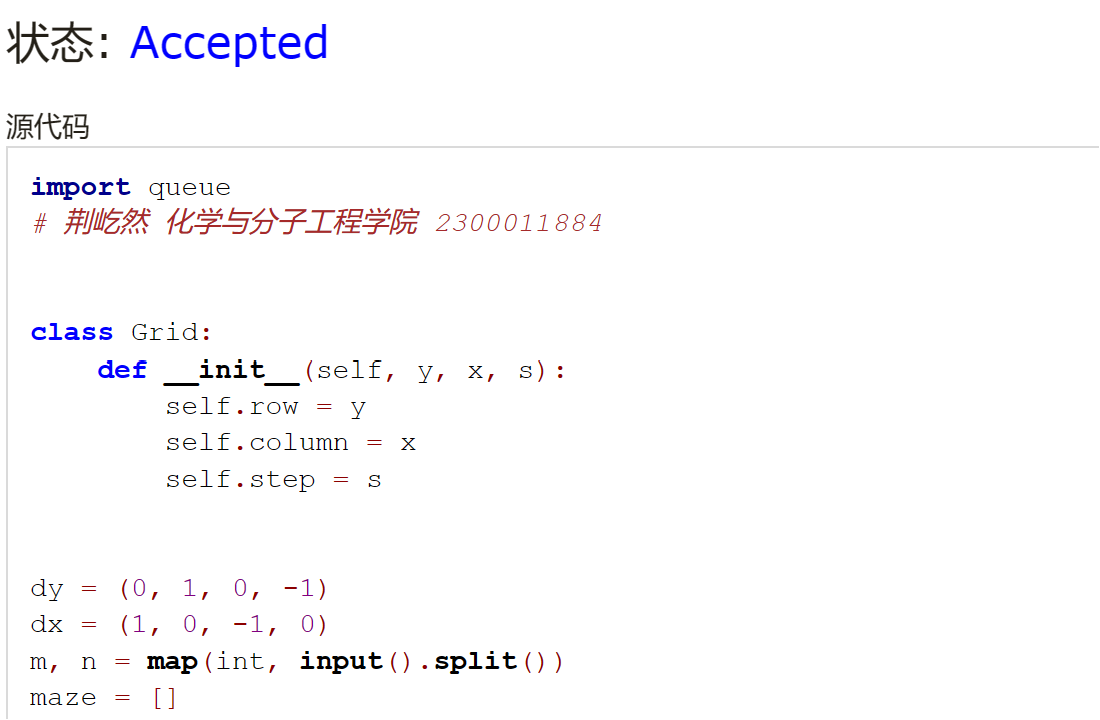 状态: Accepted
源代码
import queue
# 荆屹然 化学与分子工程学院 2300011884
class Grid:
    def __init__(self, y, x, s):
        self.row = y
        self.column = x
        self.step = s
dy = (0, 1, 0, -1)
dx = (1, 0, -1, 0)
m, n = map(int, input().split())
maze = []